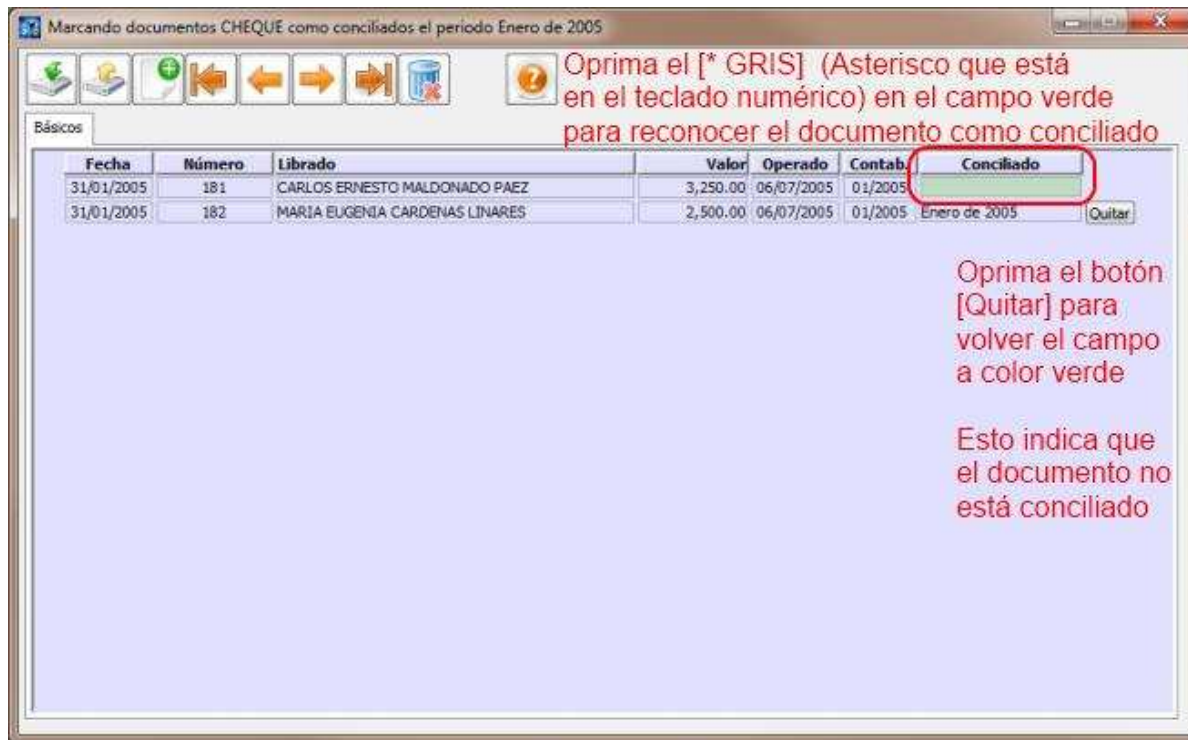 Marcando documentos CHEQUE como conciliados el periodo Enero de 2005
Oprima el [* GRIS] (Asterisco que está
en el teclado numérico) en el campo verde
para reconocer el documento como conciliado
Básicos
Fecha Número Librado Valor Operado Contab. Conciliado
31/01/2005 181 CARLOS ERNESTO MALDONADO PAEZ 3,250.00 06/07/2005 01/2005
31/01/2005 182 MARIA EUGENIA CARDENAS LINARES 2,500.00 06/07/2005 01/2005 Enero de 2005 Quitar
Oprima el botón
[Quitar] para
volver el campo
a color verde
Esto indica que
el documento no
está conciliado